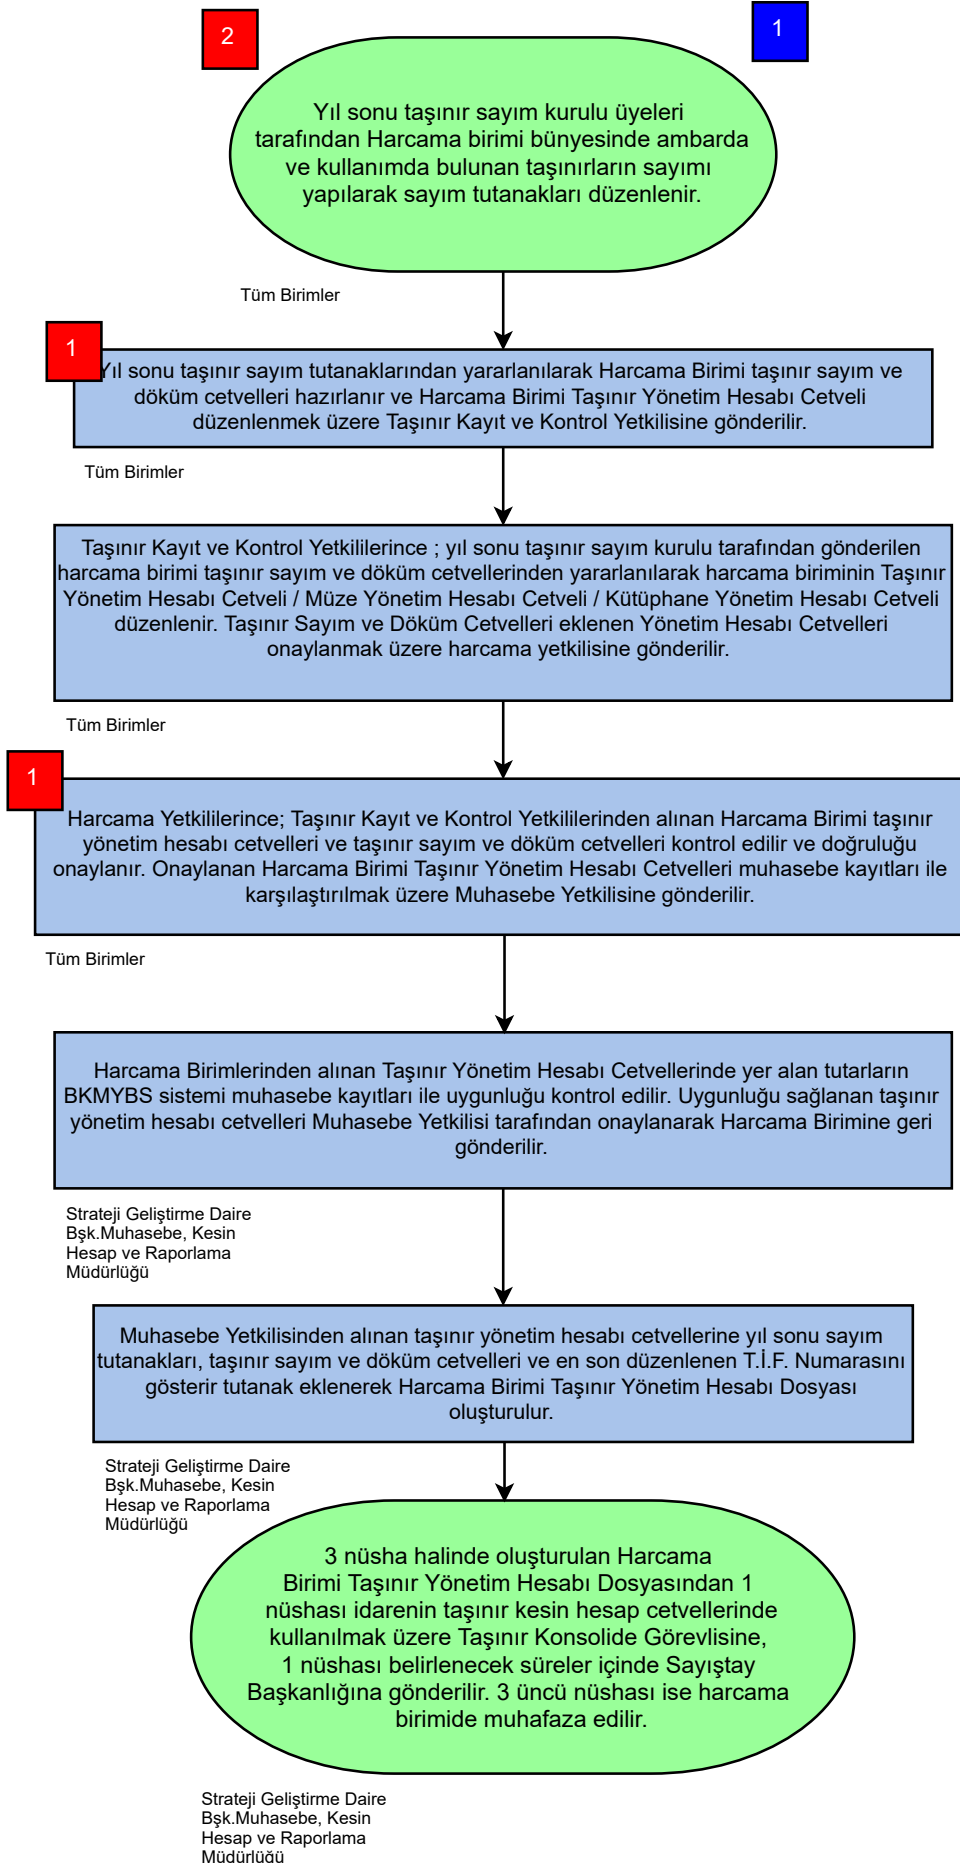 2
1
Yıl sonu taşınır sayım kurulu üyeleri
tarafından Harcama birimi bünyesinde ambarda
ve kullanımda bulunan taşınırların sayımı
yapılarak sayım tutanakları düzenlenir.
Tüm Birimler
1
Yıl sonu taşınır sayım tutanaklarından yararlanılarak Harcama Birimi taşınır sayım ve
döküm cetvelleri hazırlanır ve Harcama Birimi Taşınır Yönetim Hesabı Cetveli
düzenlenmek üzere Taşınır Kayıt ve Kontrol Yetkilisine gönderilir.
Tüm Birimler
Taşınır Kayıt ve Kontrol Yetkililerince ; yıl sonu taşınır sayım kurulu tarafından gönderilen
harcama birimi taşınır sayım ve döküm cetvellerinden yararlanılarak harcama biriminin Taşınır
Yönetim Hesabı Cetveli / Müze Yönetim Hesabı Cetveli / Kütüphane Yönetim Hesabı Cetveli
düzenlenir. Taşınır Sayım ve Döküm Cetvelleri eklenen Yönetim Hesabı Cetvelleri
onaylanmak üzere harcama yetkilisine gönderilir.
Tüm Birimler
1
Harcama Yetkililerince; Taşınır Kayıt ve Kontrol Yetkililerinden alınan Harcama Birimi taşınır
yönetim hesabı cetvelleri ve taşınır sayım ve döküm cetvelleri kontrol edilir ve doğruluğu
onaylanır. Onaylanan Harcama Birimi Taşınır Yönetim Hesabı Cetvelleri muhasebe kayıtları ile
karşılaştırılmak üzere Muhasebe Yetkilisine gönderilir.
Tüm Birimler
Harcama Birimlerinden alınan Taşınır Yönetim Hesabı Cetvellerinde yer alan tutarların
BKMYBS sistemi muhasebe kayıtları ile uygunluğu kontrol edilir. Uygunluğu sağlanan taşınır
yönetim hesabı cetvelleri Muhasebe Yetkilisi tarafından onaylanarak Harcama Birimine geri
gönderilir.
Strateji Geliştirme Daire
Bşk.Muhasebe, Kesin
Hesap ve Raporlama
Müdürlüğü
Muhasebe Yetkilisinden alınan taşınır yönetim hesabı cetvellerine yıl sonu sayım
tutanakları, taşınır sayım ve döküm cetvelleri ve en son düzenlenen T.İ.F. Numarasını
gösterir tutanak eklenerek Harcama Birimi Taşınır Yönetim Hesabı Dosyası
oluşturulur.
Strateji Geliştirme Daire
Bşk.Muhasebe, Kesin
Hesap ve Raporlama
Müdürlüğü
3 nüsha halinde oluşturulan Harcama
Birimi Taşınır Yönetim Hesabı Dosyasından 1
nüshası idarenin taşınır kesin hesap cetvellerinde
kullanılmak üzere Taşınır Konsolide Görevlisine,
1 nüshası belirlenecek süreler içinde Sayıştay
Başkanlığına gönderilir. 3 üncü nüshası ise harcama
birimide muhafaza edilir.
Strateji Geliştirme Daire
Bşk.Muhasebe, Kesin
Hesap ve Raporlama
Müdürlüğü